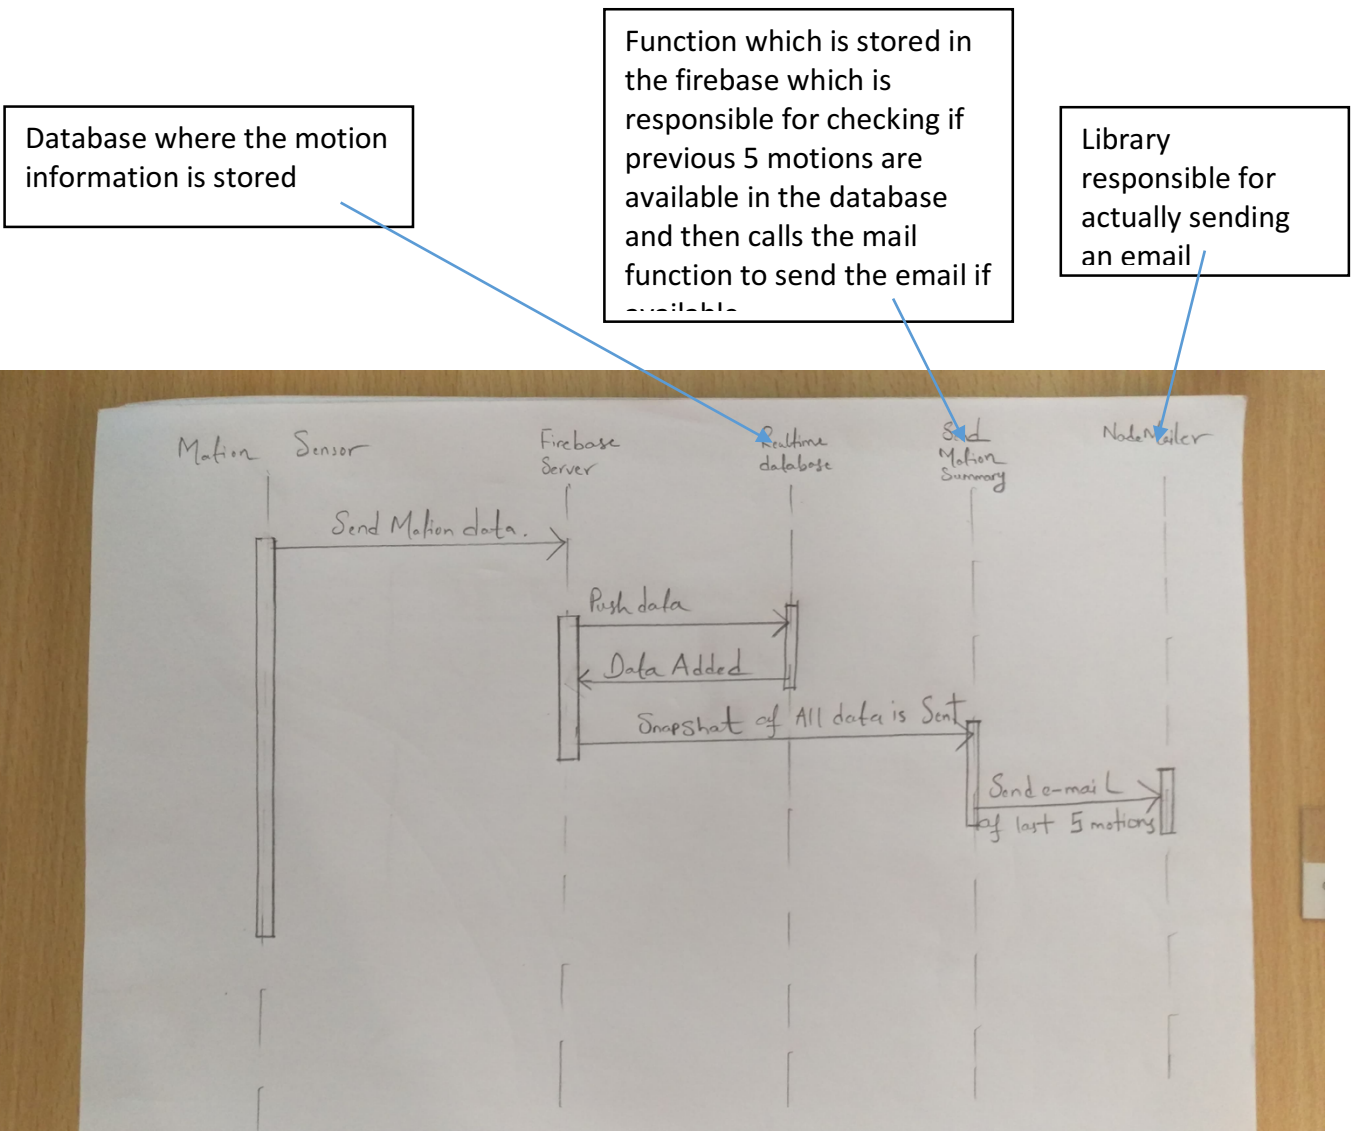 Function which is stored in
the firebase which is
responsible for checking if
previous 5 motions are
available in the database
and then calls the mail
function to send the email if
available
Database where the motion
information is stored
Library
responsible for
actually sending
an email
Motion Sensor
Firebase
Server
Realtime
database
Send
Motion
Summary
NodeMailer
Send Motion data.
Push data
Data Added
Snapshot of All data is Sent
Send e-mail
of last 5 motions